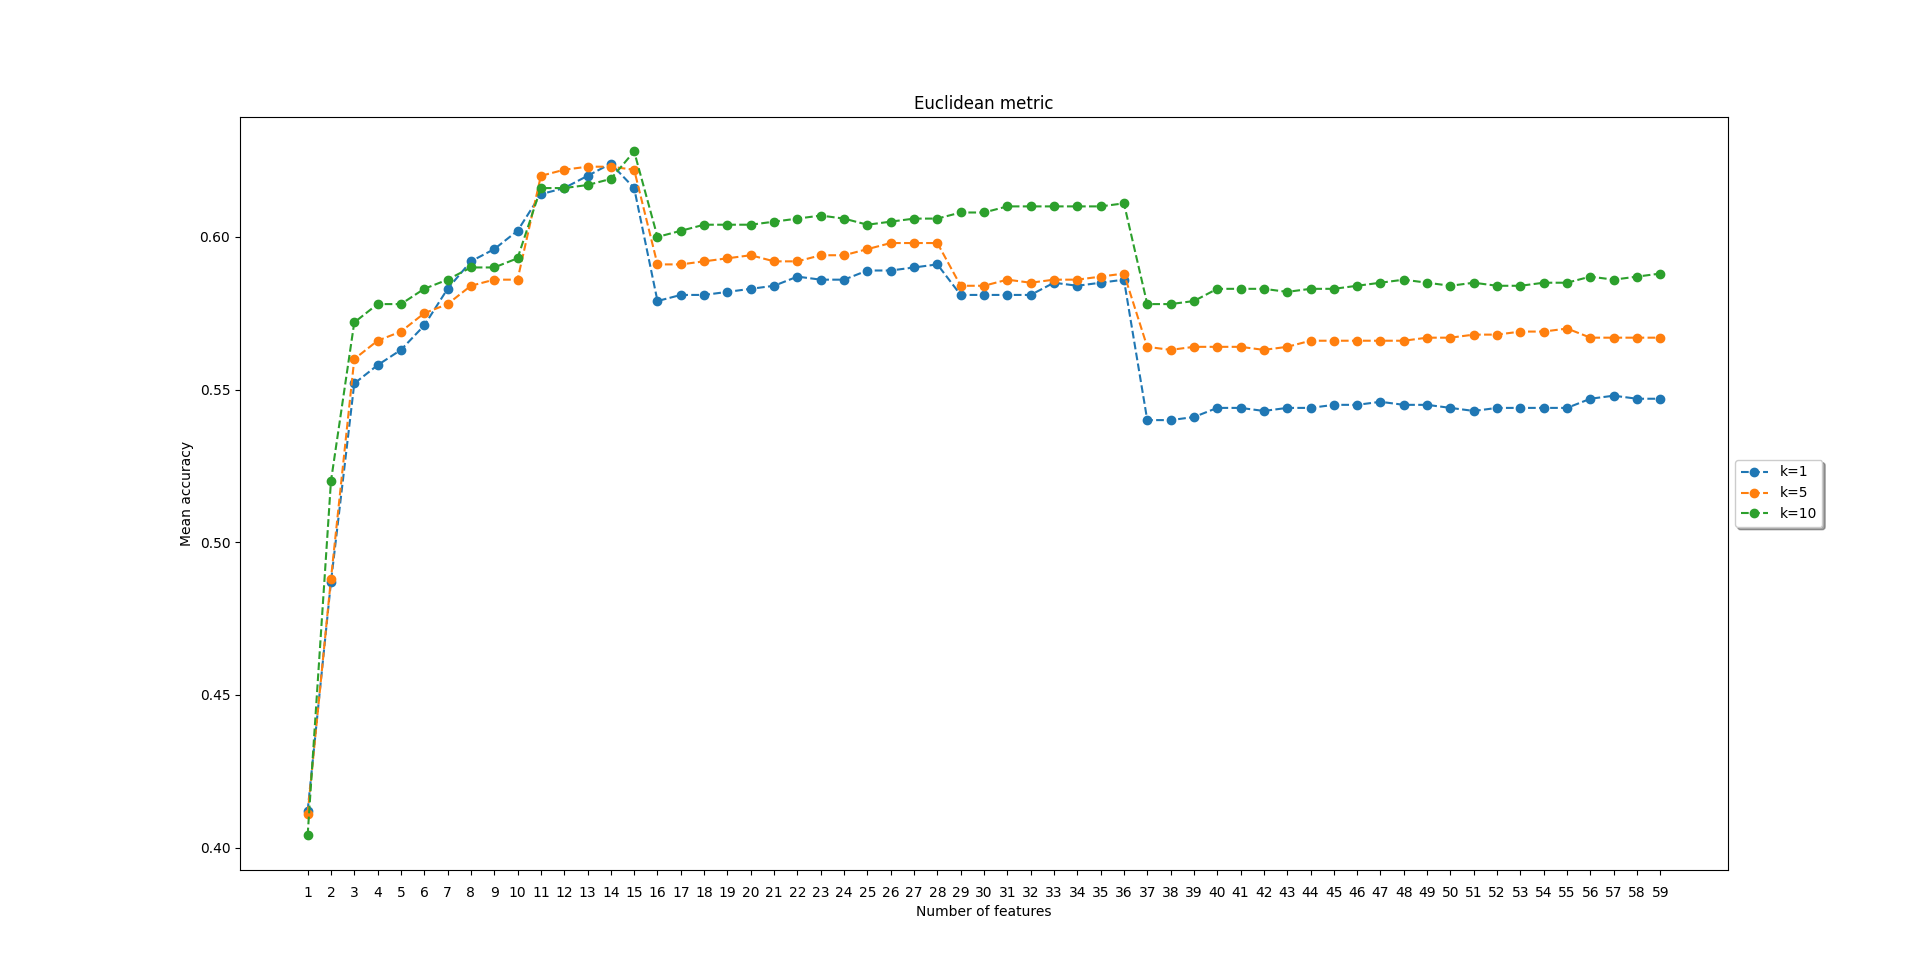 Euclidean metric
0.60
0.55
0.50
0.45
0.40
Mean accuracy
1 2 3 4 5 6 7 8 9 10 11 12 13 14 15 16 17 18 19 20 21 22 23 24 25 26 27 28 29 30 31 32 33 34 35 36 37 38 39 40 41 42 43 44 45 46 47 48 49 50 51 52 53 54 55 56 57 58 59
Number of features
k=1
k=5
k=10